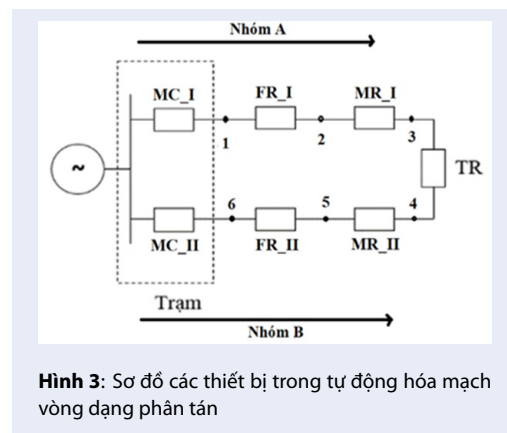 Nhóm A
MC_I
FR_I
MR_I
1
2
3
~
TR
6
5
4
MC_II
FR_II
MR_II
Trạm
Nhóm B
Hình 3: Sơ đồ các thiết bị trong tự động hóa mạch
vòng dạng phân tán